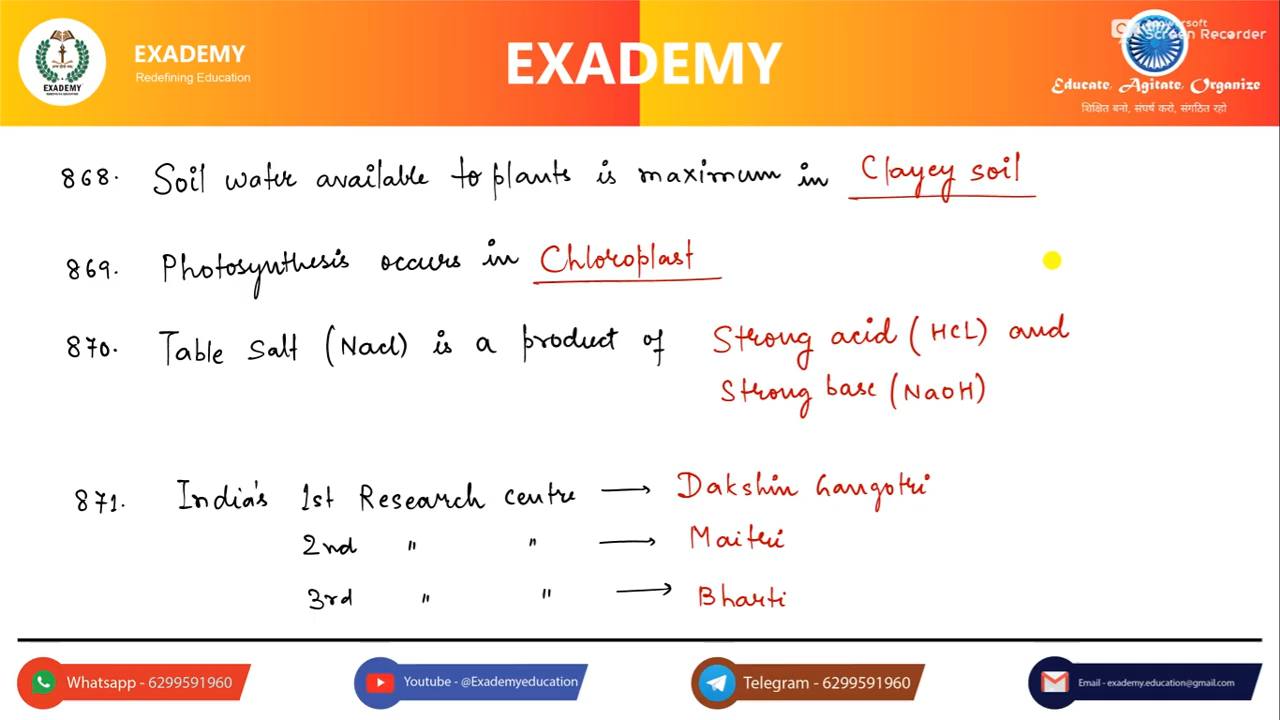 EXADEMY
Redefining Education
EXADEMY
EXADEMY
Screen Recorder
Educate, Agitate, Organize
शिक्षित बनो, संघर्ष करो, संगठित रहो
868. Soil water available to plants is maximum in Clayey soil
869. Photosynthesis occurs in Chloroplast
870. Table Salt (Nacl) is a product of Strong acid (HCL) and
Strong base (NaOH)
871. India's 1st Research centre → Dakshin Gangotri
2nd " " → Maitri
3rd " " → Bharti
Whatsapp - 6299591960
Youtube - @Exademyeducation
Telegram - 6299591960
Email - exademy.education@gmail.com